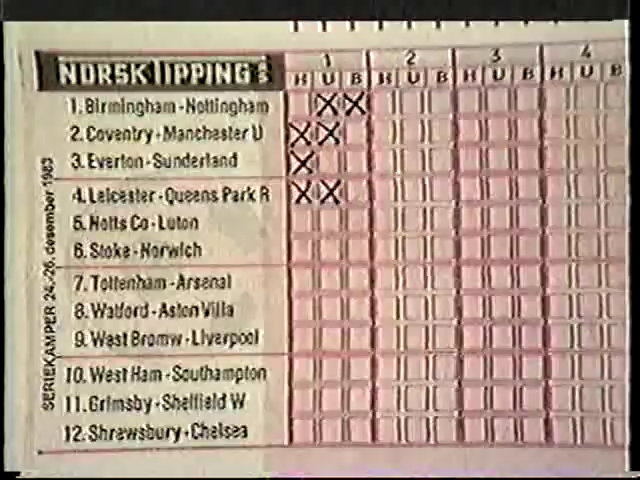 NORSK TIPPING AS
1 2 3 4
H U B H U B H U B H U B
1. Birmingham - Nottingham X X
2. Coventry - Manchester U X X
3. Everton - Sunderland X
4. Leicester - Queens Park R X X
5. Notts Co - Luton
6. Stoke - Norwich
7. Tottenham - Arsenal
8. Watford - Aston Villa
9. West Bromw - Liverpool
10. West Ham - Southampton
11. Grimsby - Sheffield W
12. Shrewsbury - Chelsea
SERIEKAMPER 24.-26. desember 1983